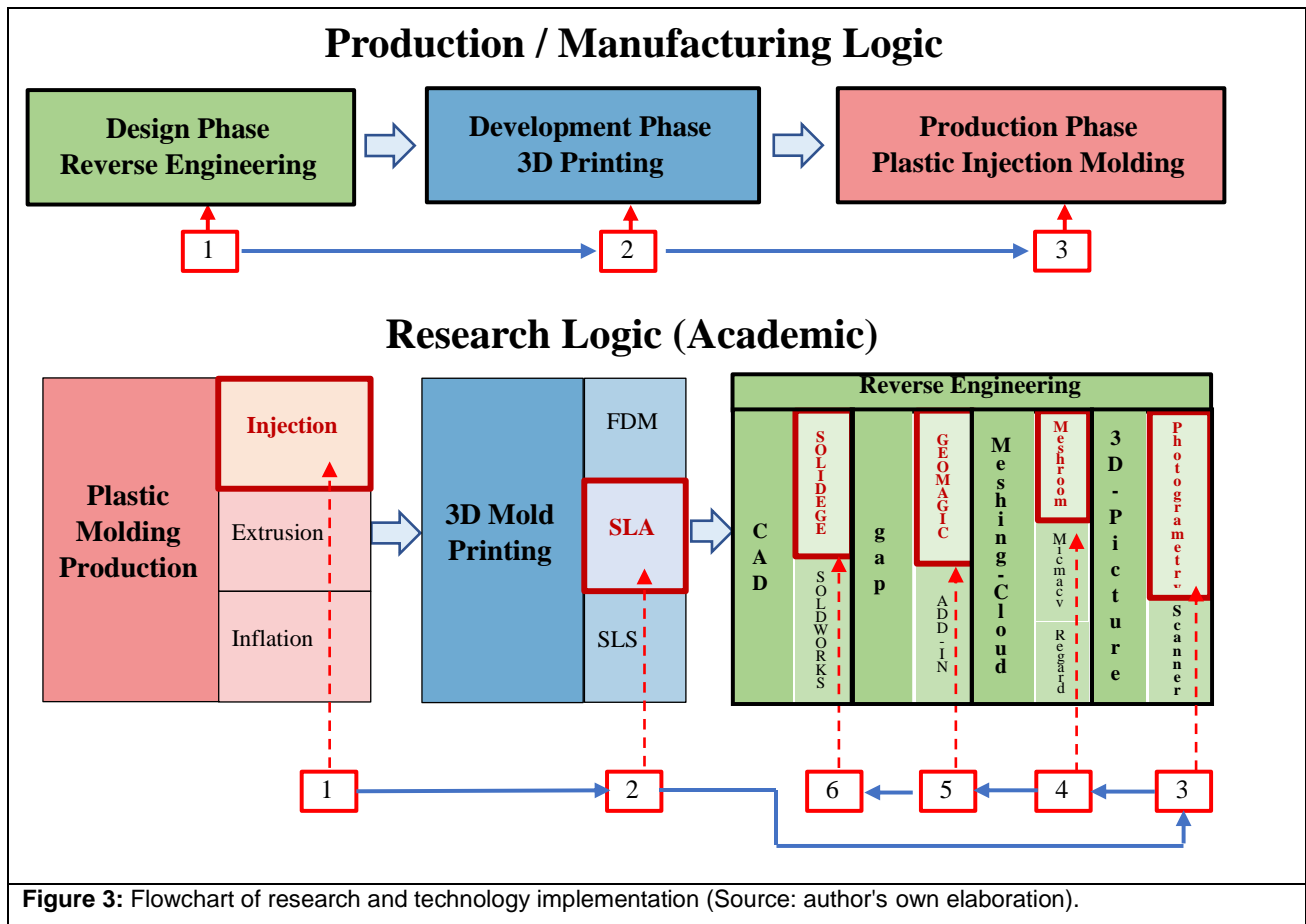 Production / Manufacturing Logic
Design Phase
Reverse Engineering
Development Phase
3D Printing
Production Phase
Plastic Injection Molding
1
2
3
Research Logic (Academic)
Plastic
Molding
Production
Injection
Extrusion
Inflation
3D Mold
Printing
FDM
SLA
SLS
Reverse Engineering
CAD
SOLIDEGE
SOLDWORKS
gap
GEOMAGIC
ADD-IN
Meshing-Cloud
Meshroom
Micmacv
Regard
3D-Picture
Photogrametry
Scanner
1
2
6
5
4
3
Figure 3: Flowchart of research and technology implementation (Source: author's own elaboration).